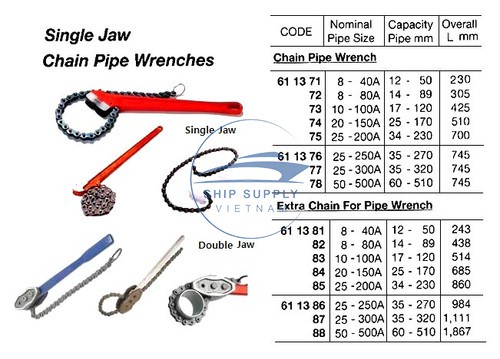 Single Jaw
Chain Pipe Wrenches
Single Jaw
Double Jaw
SHIP SUPPLY
VIETNAM
CODE Nominal Pipe Size Capacity Pipe mm Overall L mm
Chain Pipe Wrench
61 13 71 8 - 40A 12 - 50 230
72 8 - 80A 14 - 89 305
73 10 - 100A 17 - 120 425
74 20 - 150A 25 - 170 510
75 25 - 200A 34 - 230 700
61 13 76 25 - 250A 35 - 270 745
77 25 - 300A 35 - 320 745
78 50 - 500A 60 - 510 745
Extra Chain For Pipe Wrench
61 13 81 8 - 40A 12 - 50 243
82 8 - 80A 14 - 89 438
83 10 - 100A 17 - 120 514
84 20 - 150A 25 - 170 685
85 25 - 200A 34 - 230 860
61 13 86 25 - 250A 35 - 270 984
87 25 - 300A 35 - 320 1,111
88 50 - 500A 60 - 510 1,867